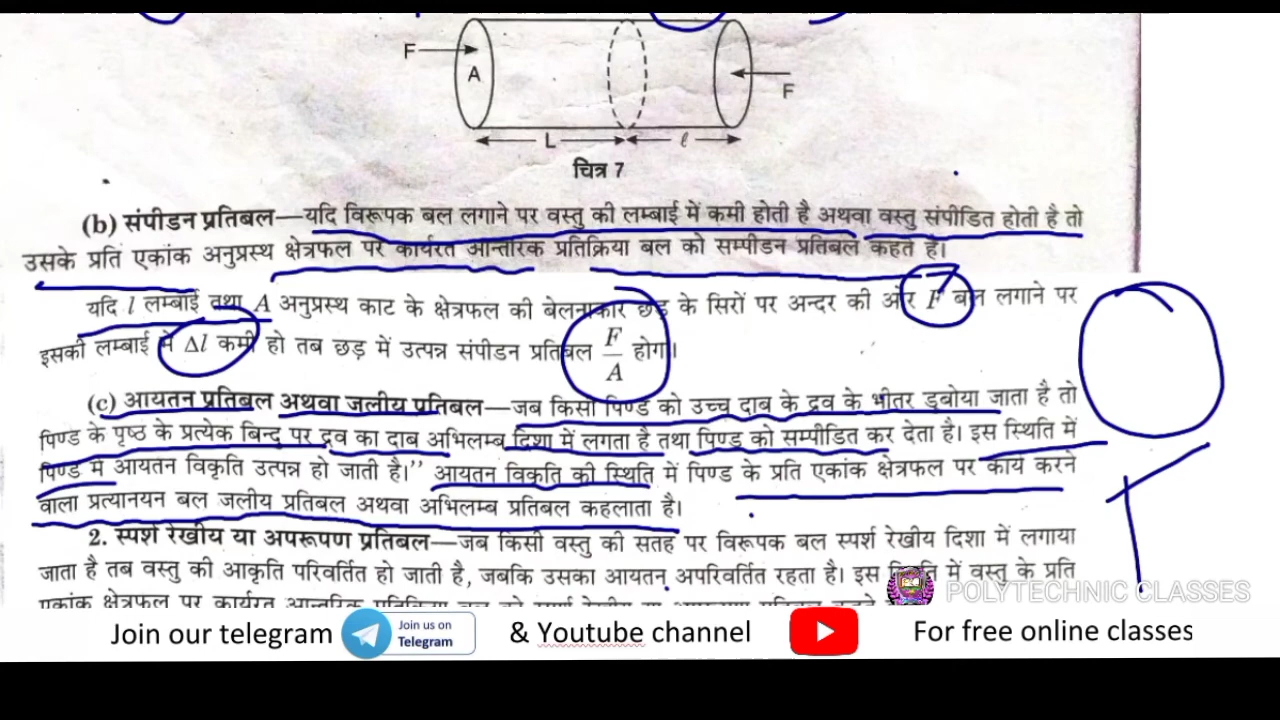 F
A
F
L
ℓ
चित्र 7
(b) संपीडन प्रतिबल—यदि विरूपक बल लगाने पर वस्तु की लम्बाई में कमी होती है अथवा वस्तु संपीडित होती है तो
उसके प्रति एकांक अनुप्रस्थ क्षेत्रफल पर कार्यरत आन्तरिक प्रतिक्रिया बल को सम्पीडन प्रतिबल कहते हैं।
यदि l लम्बाई तथा A अनुप्रस्थ काट के क्षेत्रफल की बेलनाकार छड़ के सिरों पर अन्दर की ओर F बल लगाने पर
इसकी लम्बाई में Δl कमी हो तब छड़ में उत्पन्न संपीडन प्रतिबल F/A होगा।
(c) आयतन प्रतिबल अथवा जलीय प्रतिबल—जब किसी पिण्ड को उच्च दाब के द्रव के भीतर डुबोया जाता है तो
पिण्ड के पृष्ठ के प्रत्येक बिन्दु पर द्रव का दाब अभिलम्ब दिशा में लगता है तथा पिण्ड को सम्पीडित कर देता है। इस स्थिति में
पिण्ड में आयतन विकृति उत्पन्न हो जाती है।” आयतन विकृति की स्थिति में पिण्ड के प्रति एकांक क्षेत्रफल पर कार्य करने
वाला प्रत्यानयन बल जलीय प्रतिबल अथवा अभिलम्ब प्रतिबल कहलाता है।
2. स्पर्श रेखीय या अपरूपण प्रतिबल—जब किसी वस्तु की सतह पर विरूपक बल स्पर्श रेखीय दिशा में लगाया
जाता है तब वस्तु की आकृति परिवर्तित हो जाती है, जबकि उसका आयतन अपरिवर्तित रहता है। इस में वस्तु के प्रति
एकांक क्षेत्रफल पर कार्यरत आन्तरिक
POLYTECHNIC CLASSES
Join our telegram Join us on Telegram & Youtube channel For free online classes